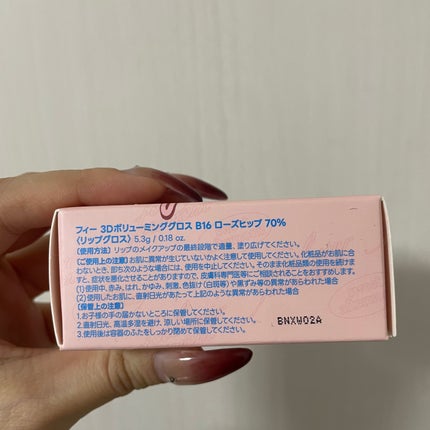 フィー 3Dボリューミンググロス B16 ローズヒップ 70%
〈リップグロス〉 5.3g / 0.18 oz.
〔使用方法〕リップのメイクアップの最終段階で適量、塗り広げてください。
〔ご使用上の注意〕お肌に異常が生じていないかよく注意して使用してください。化粧品がお肌に合
わないとき、即ち次のような場合には、使用を中止してください。そのまま化粧品類の使用を続けま
すと、症状を悪化させることがありますので、皮膚科専門医等にご相談されることをおすすめします。
(1)使用中、赤み、はれ、かゆみ、刺激、色抜け(白斑等)や黒ずみ等の異常があらわれた場合
(2)使用したお肌に、直射日光があたって上記のような異常があらわれた場合
〔保管上の注意〕
1.お子様の手の届かないところに保管してください。
2.直射日光、高温多湿を避け、涼しい場所に保管してください。
3.使用後は容器のふたをしっかり閉めて保管してください。
BNXW02A